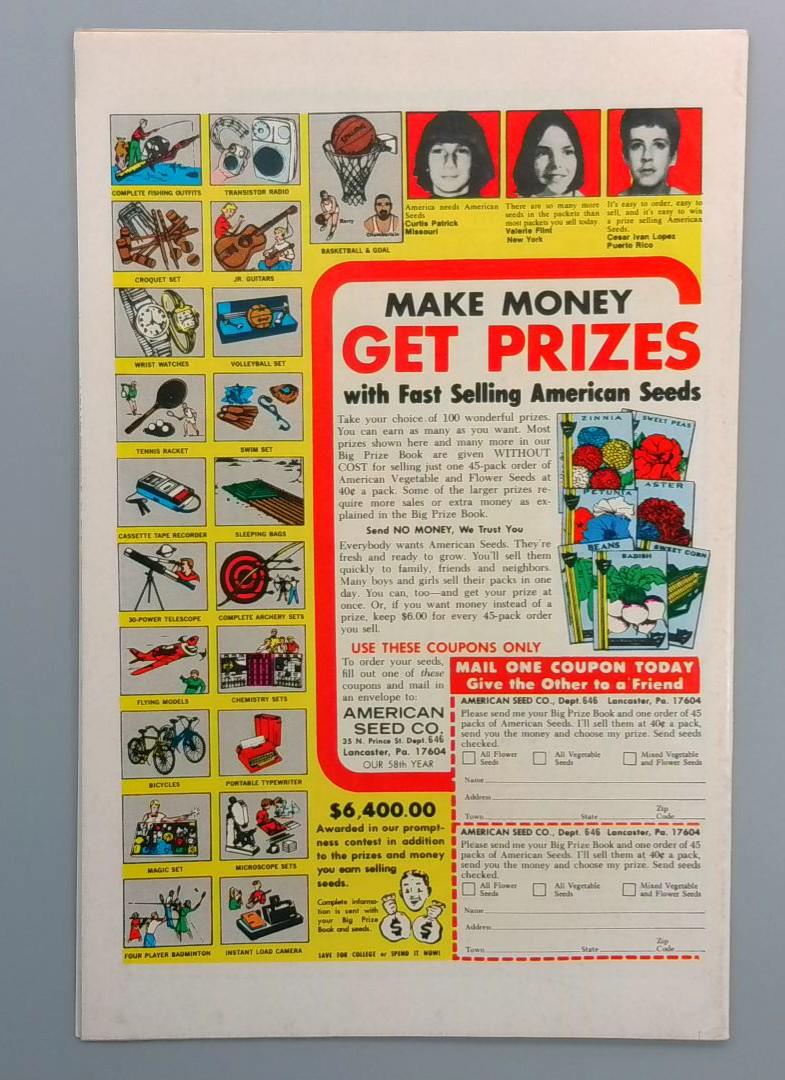 COMPLETE FISHING OUTFITS
TRANSISTOR RADIO
CROQUET SET
JR. GUITARS
WRIST WATCHES
VOLLEYBALL SET
TENNIS RACKET
SWIM SET
CASSETTE TAPE RECORDER
SLEEPING BAGS
30-POWER TELESCOPE
COMPLETE ARCHERY SETS
FLYING MODELS
CHEMISTRY SETS
BICYCLES
PORTABLE TYPEWRITER
MAGIC SET
MICROSCOPE SETS
FOUR PLAYER BADMINTON
INSTANT LOAD CAMERA
SPALDING
Barry
Chamberlain
BASKETBALL & GOAL
America needs American
Seeds
Curtis Patrick
Missouri
There are so many more
seeds in the packets than
most packets you sell today.
Valerie Flint
New York
It's easy to order, easy to
sell, and it's easy to win
a prize selling American
Seeds.
Cesar Ivan Lopez
Puerto Rico
MAKE MONEY
GET PRIZES
with Fast Selling American Seeds
Take your choice of 100 wonderful prizes.
You can earn as many as you want. Most
prizes shown here and many more in our
Big Prize Book are given WITHOUT
COST for selling just one 45-pack order of
American Vegetable and Flower Seeds at
40¢ a pack. Some of the larger prizes re-
quire more sales or extra money as ex-
plained in the Big Prize Book.
Send NO MONEY, We Trust You
Everybody wants American Seeds. They're
fresh and ready to grow. You'll sell them
quickly to family, friends and neighbors.
Many boys and girls sell their packs in one
day. You can, too—and get your prize at
once. Or, if you want money instead of a
prize, keep $6.00 for every 45-pack order
you sell.
ZINNIA
SWEET PEAS
PETUNIA
ASTER
BEANS
RADISH
SWEET CORN
USE THESE COUPONS ONLY
To order your seeds,
fill out one of these
coupons and mail in
an envelope to:
AMERICAN
SEED CO.
35 N. Prince St. Dept. 646
Lancaster, Pa. 17604
OUR 58th YEAR
$6,400.00
Awarded in our prompt-
ness contest in addition
to the prizes and money
you earn selling
seeds.
Complete informa-
tion is sent with
your Big Prize
Book and seeds.
$ $
SAVE FOR COLLEGE or SPEND IT NOW!
MAIL ONE COUPON TODAY
Give the Other to a Friend
AMERICAN SEED CO., Dept. 646 Lancaster, Pa. 17604
Please send me your Big Prize Book and one order of 45
packs of American Seeds. I'll sell them at 40¢ a pack,
send you the money and choose my prize. Send seeds
checked.
All Flower Seeds
All Vegetable Seeds
Mixed Vegetable and Flower Seeds
Name
Address
Town State Zip Code
AMERICAN SEED CO., Dept. 646 Lancaster, Pa. 17604
Please send me your Big Prize Book and one order of 45
packs of American Seeds. I'll sell them at 40¢ a pack,
send you the money and choose my prize. Send seeds
checked.
All Flower Seeds
All Vegetable Seeds
Mixed Vegetable and Flower Seeds
Name
Address
Town State Zip Code